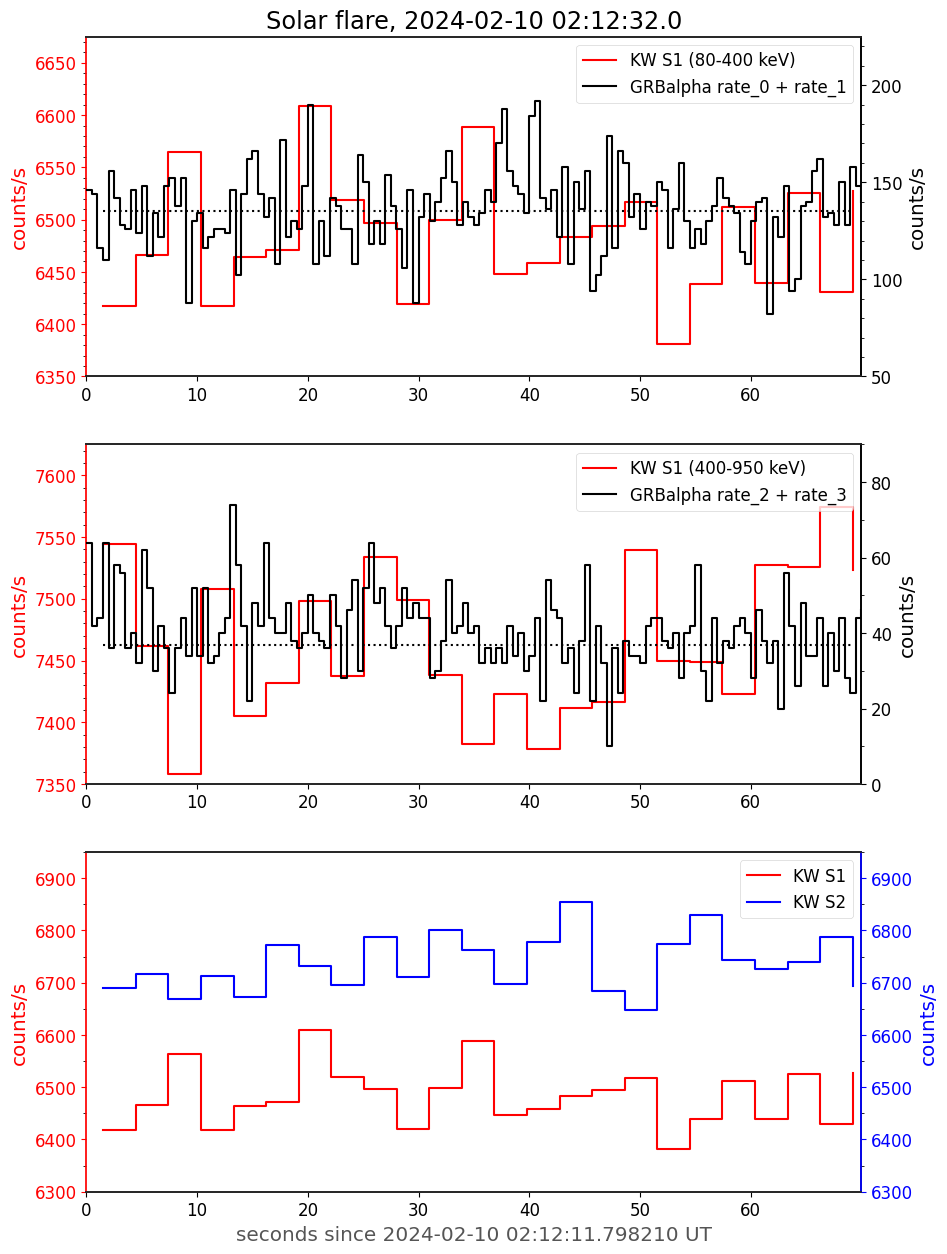 Solar flare, 2024-02-10 02:12:32.0
KW S1 (80-400 keV)
GRBalpha rate_0 + rate_1
6650
6600
6550
6500
6450
6400
6350
counts/s
200
150
100
50
counts/s
0 10 20 30 40 50 60
KW S1 (400-950 keV)
GRBalpha rate_2 + rate_3
7600
7550
7500
7450
7400
7350
counts/s
80
60
40
20
0
counts/s
0 10 20 30 40 50 60
KW S1
KW S2
6900
6800
6700
6600
6500
6400
6300
counts/s
6900
6800
6700
6600
6500
6400
6300
counts/s
0 10 20 30 40 50 60
seconds since 2024-02-10 02:12:11.798210 UT